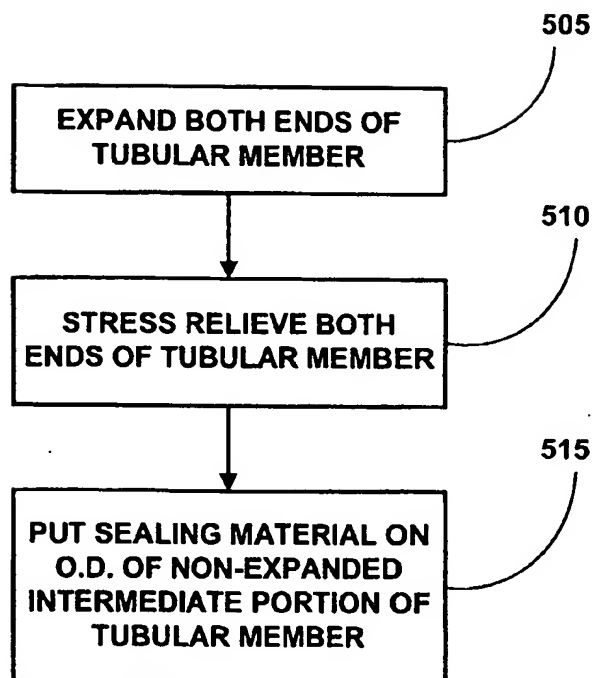 505
EXPAND BOTH ENDS OF
TUBULAR MEMBER
510
STRESS RELIEVE BOTH
ENDS OF TUBULAR MEMBER
515
PUT SEALING MATERIAL ON
O.D. OF NON-EXPANDED
INTERMEDIATE PORTION OF
TUBULAR MEMBER